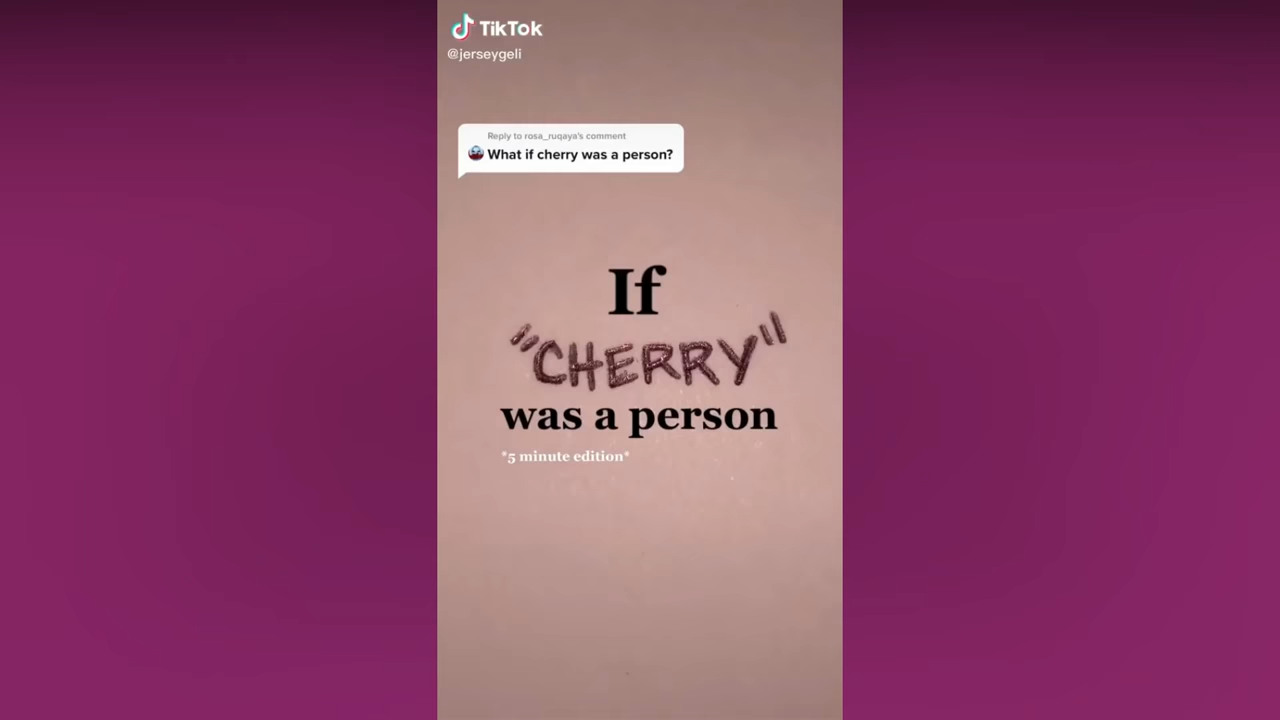 TikTok
@jerseygeli
Reply to rosa_ruqaya's comment
What if cherry was a person?
If
"CHERRY"
was a person
*5 minute edition*